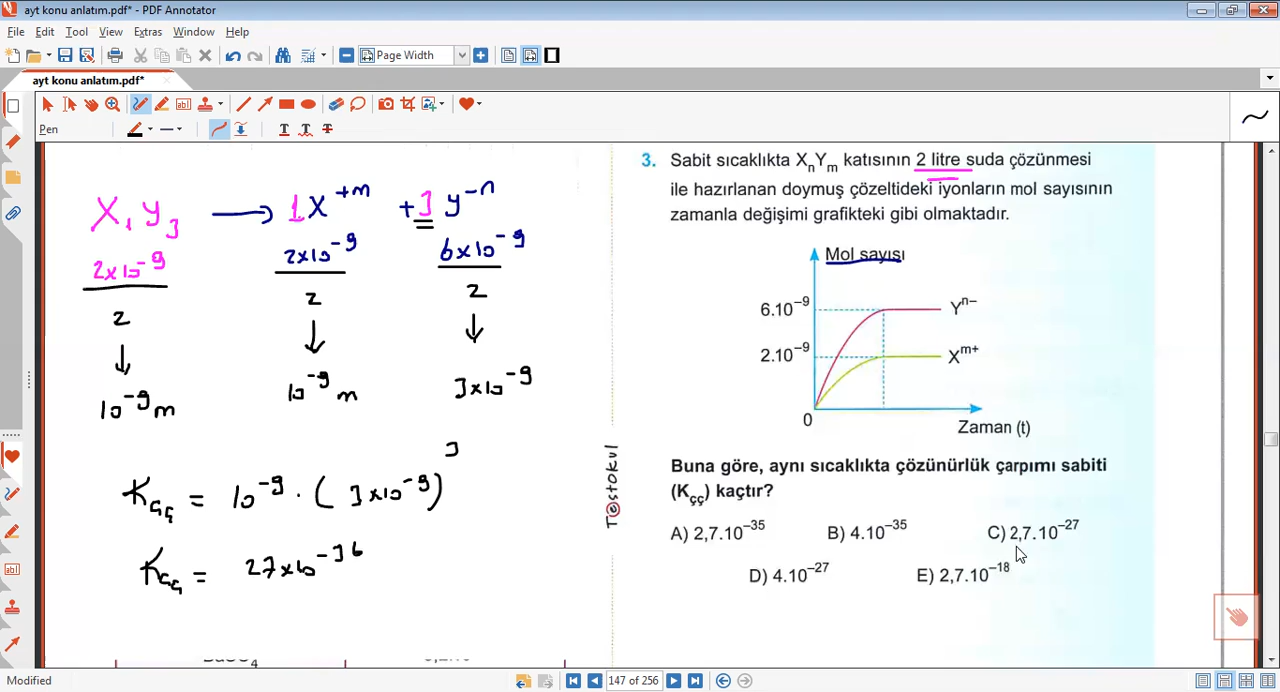 ayt konu anlatım.pdf* - PDF Annotator
File Edit Tool View Extras Window Help
Page Width
ayt konu anlatım.pdf*
Pen
X₁ Y₃ → 1X⁺ᵐ + 3 Y⁻ⁿ
2x10⁻⁹ 2x10⁻⁹ 6x10⁻⁹
2 2 2
10⁻⁹ m 10⁻⁹ m 3x10⁻⁹
Kçç = 10⁻⁹ . ( 3x10⁻⁹)³
Kçç = 27x10⁻³⁶
3. Sabit sıcaklıkta XₙYₘ katısının 2 litre suda çözünmesi
ile hazırlanan doymuş çözeltideki iyonların mol sayısının
zamanla değişimi grafikteki gibi olmaktadır.
Mol sayısı
6.10⁻⁹ Yⁿ⁻
2.10⁻⁹ Xᵐ⁺
0
Zaman (t)
Testokul
Buna göre, aynı sıcaklıkta çözünürlük çarpımı sabiti
(Kçç) kaçtır?
A) 2,7.10⁻³⁵ B) 4.10⁻³⁵ C) 2,7.10⁻²⁷
D) 4.10⁻²⁷ E) 2,7.10⁻¹⁸
Modified
147 of 256